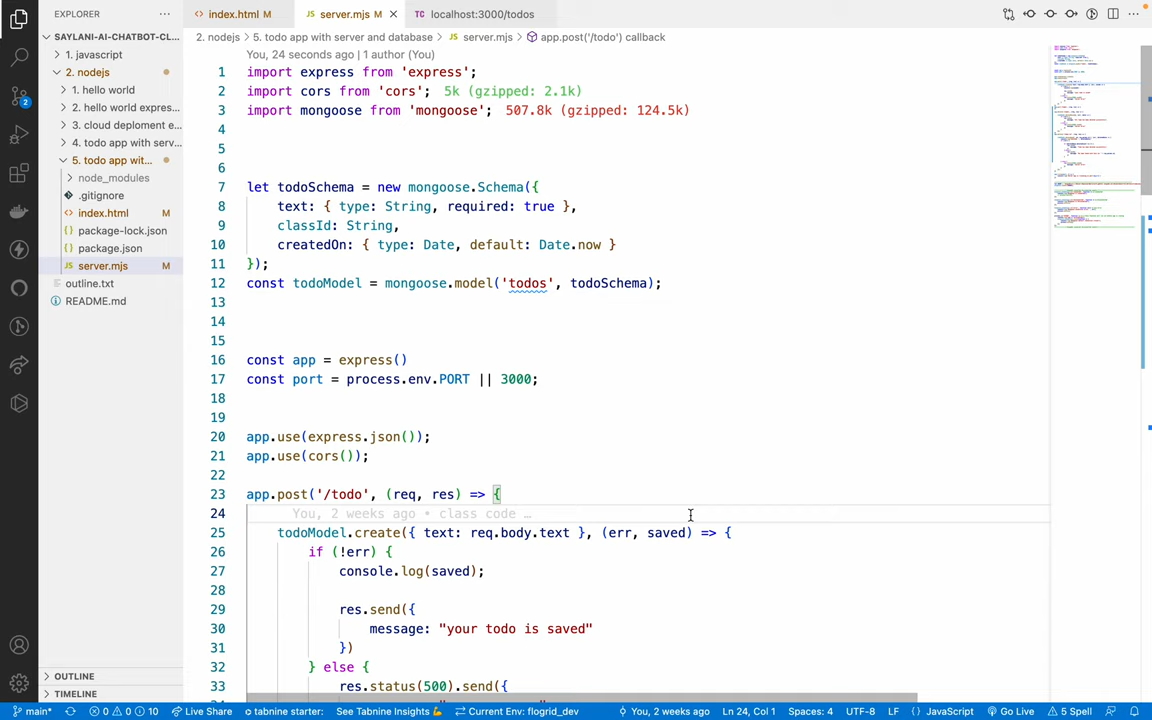 EXPLORER
index.html M
server.mjs M
localhost:3000/todos
SAYLANI-AI-CHATBOT-CL...
2. nodejs > 5. todo app with server and database > server.mjs > app.post('/todo') callback
1. javascript
2. nodejs
1. hello world
2. hello world expres...
3. cloud deploment e...
4. todo app with serv...
5. todo app wit...
node_modules
.gitignore
index.html M
package-lock.json
package.json
server.mjs M
outline.txt
README.md
You, 24 seconds ago | 1 author (You)
1 import express from 'express';
2 import cors from 'cors'; 5k (gzipped: 2.1k)
3 import mongoose from 'mongoose'; 507.8k (gzipped: 124.5k)
4
5
6
7 let todoSchema = new mongoose.Schema({
8 text: { type: String, required: true },
9 classId: String,
10 createdOn: { type: Date, default: Date.now }
11 });
12 const todoModel = mongoose.model('todos', todoSchema);
13
14
15
16 const app = express()
17 const port = process.env.PORT || 3000;
18
19
20 app.use(express.json());
21 app.use(cors());
22
23 app.post('/todo', (req, res) => {
24 You, 2 weeks ago • class code …
25 todoModel.create({ text: req.body.text }, (err, saved) => {
26 if (!err) {
27 console.log(saved);
28
29 res.send({
30 message: "your todo is saved"
31 })
32 } else {
33 res.status(500).send({
OUTLINE
TIMELINE
2
main* 0 0 10 Live Share tabnine starter: See Tabnine Insights Current Env: flogrid_dev You, 2 weeks ago Ln 24, Col 1 Spaces: 4 UTF-8 LF JavaScript Go Live 5 Spell